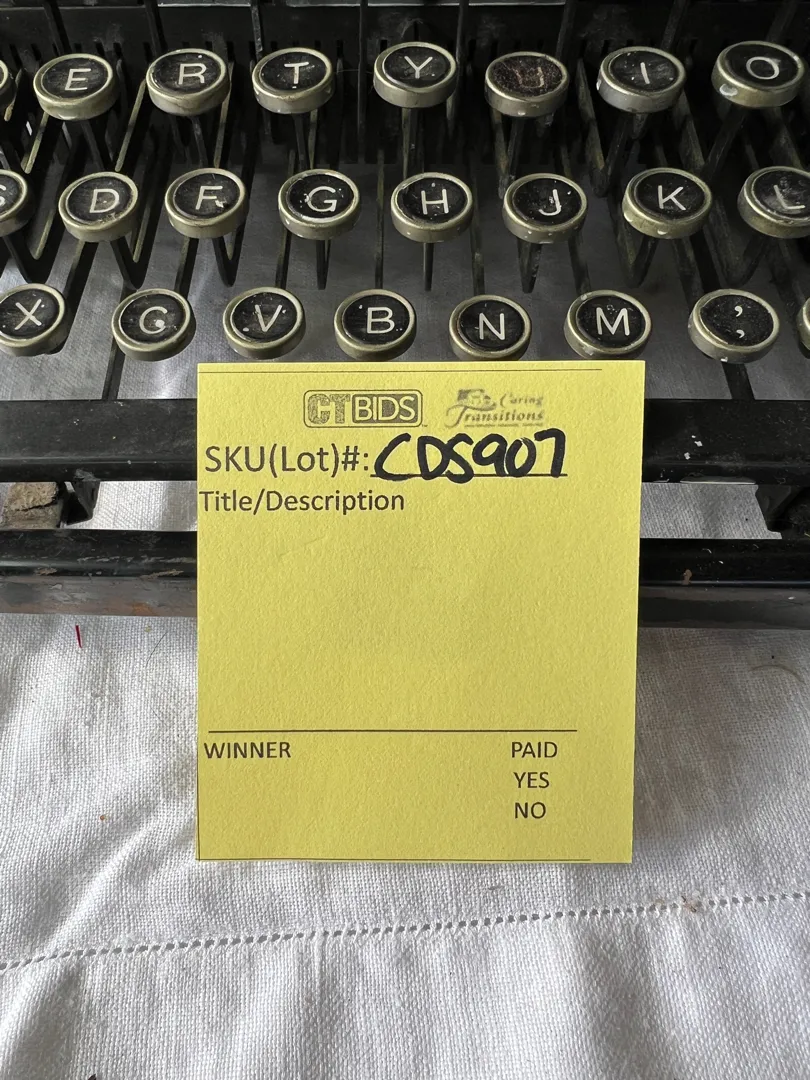 E R T Y U I O
S D F G H J K L
X C V B N M ; ,
CTBIDS Caring Transitions
SKU(Lot)#: CDS907
Title/Description
WINNER PAID
YES
NO